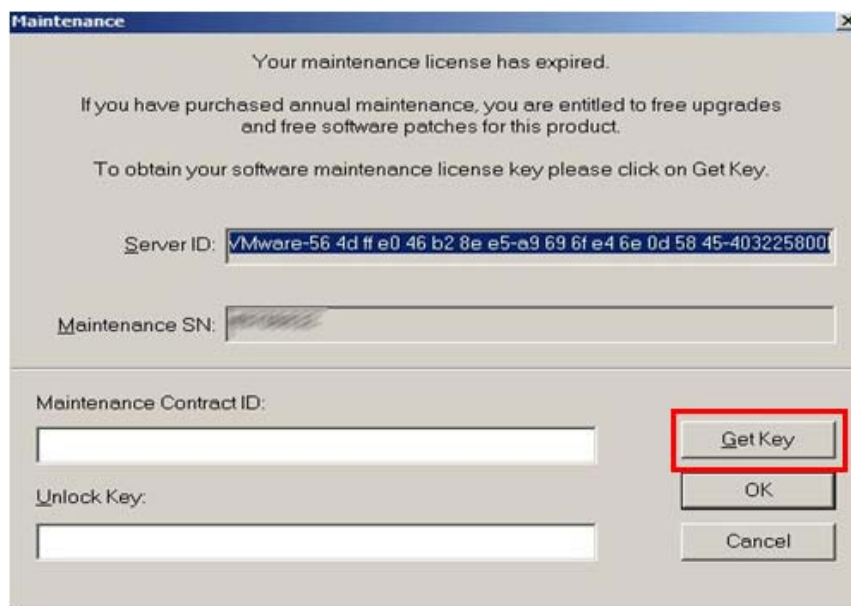 Maintenance
Your maintenance license has expired.
If you have purchased annual maintenance, you are entitled to free upgrades
and free software patches for this product.
To obtain your software maintenance license key please click on Get Key.
Server ID: VMware-56 4d ff e0 46 b2 8e e5-a9 69 6f e4 6e 0d 58 45-403225800
Maintenance SN:
Maintenance Contract ID:
Get Key
Unlock Key:
OK
Cancel